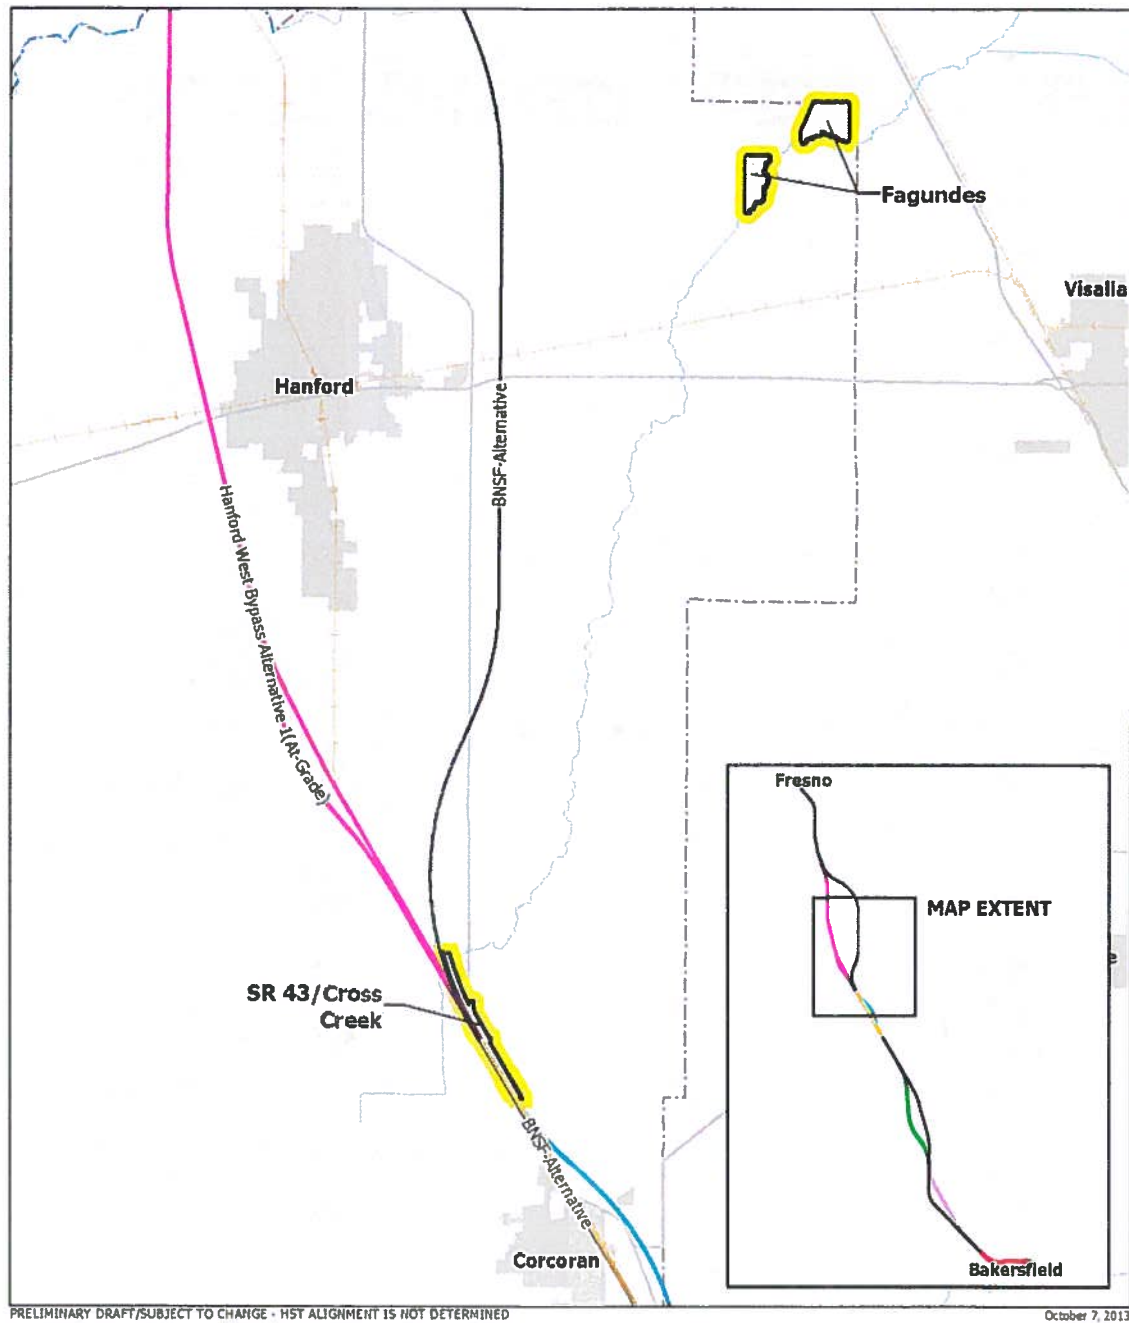 Fagundes
Visalia
Hanford
BNSF-Alternative
Hanford-West-Bypass-Alternative-1(At-Grade)
Fresno
MAP EXTENT
SR 43/Cross
Creek
BNSF-Alternative
Corcoran
Bakersfield
PRELIMINARY DRAFT/SUBJECT TO CHANGE - HST ALIGNMENT IS NOT DETERMINED
October 7, 2013